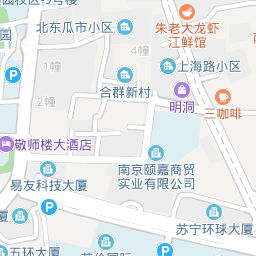 朱老大龙虾
江鲜馆
北东瓜市小区
1幢
上海路小区
合群新村
2幢
明洞
三咖啡
敬师楼大酒店
南京颐嘉商贸
实业有限公司
易友科技大厦
苏宁环球大厦
五环大厦